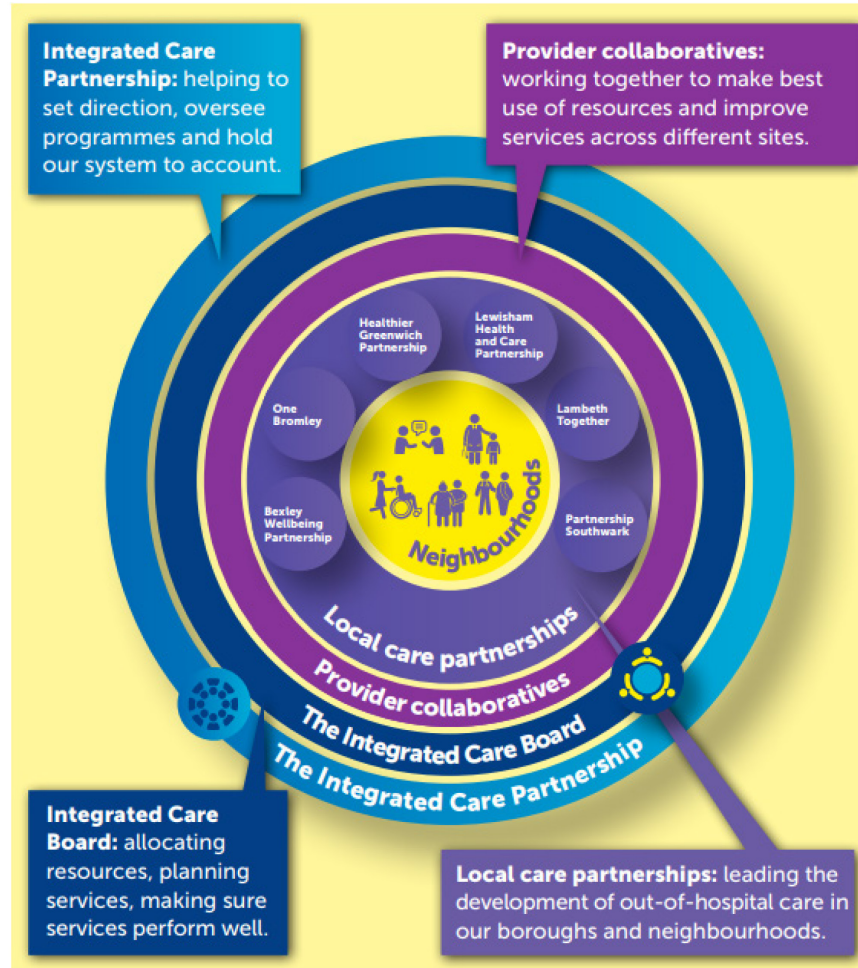 Integrated Care
Partnership: helping to
set direction, oversee
programmes and hold
our system to account.
Provider collaboratives:
working together to make best
use of resources and improve
services across different sites.
Healthier
Greenwich
Partnership
Lewisham
Health
and Care
Partnership
One
Bromley
Lambeth
Together
Bexley
Wellbeing
Partnership
Partnership
Southwark
Neighbourhoods
Local care partnerships
Provider collaboratives
The Integrated Care Board
The Integrated Care Partnership
Integrated Care
Board: allocating
resources, planning
services, making sure
services perform well.
Local care partnerships: leading the
development of out-of-hospital care in
our boroughs and neighbourhoods.